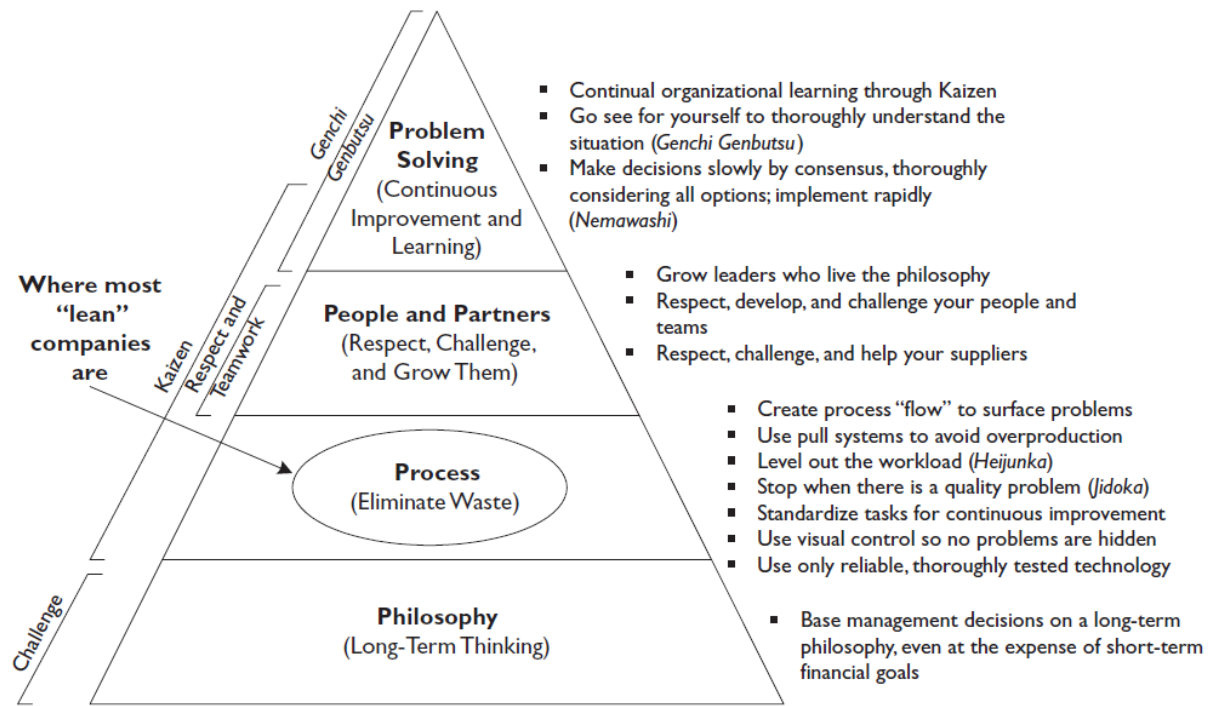 Genchi
Genbutsu
Problem
Solving
(Continuous
Improvement and
Learning)
▪ Continual organizational learning through Kaizen
▪ Go see for yourself to thoroughly understand the
situation (Genchi Genbutsu)
▪ Make decisions slowly by consensus, thoroughly
considering all options; implement rapidly
(Nemawashi)
Where most
“lean”
companies
are
Kaizen
Respect and
Teamwork
People and Partners
(Respect, Challenge,
and Grow Them)
▪ Grow leaders who live the philosophy
▪ Respect, develop, and challenge your people and
teams
▪ Respect, challenge, and help your suppliers
Process
(Eliminate Waste)
▪ Create process “flow” to surface problems
▪ Use pull systems to avoid overproduction
▪ Level out the workload (Heijunka)
▪ Stop when there is a quality problem (Jidoka)
▪ Standardize tasks for continuous improvement
▪ Use visual control so no problems are hidden
▪ Use only reliable, thoroughly tested technology
Challenge
Philosophy
(Long-Term Thinking)
▪ Base management decisions on a long-term
philosophy, even at the expense of short-term
financial goals